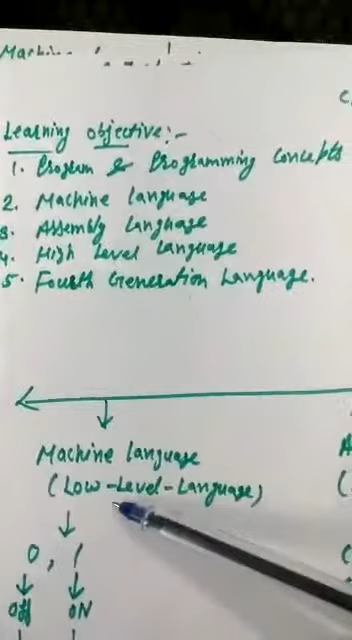 Learning objective:-
1. Program & Programming Concepts
2. Machine language
3. Assembly language
4. High Level language
5. Fourth Generation Language.
Machine language
(Low-Level-Language)
0, 1
Off ON